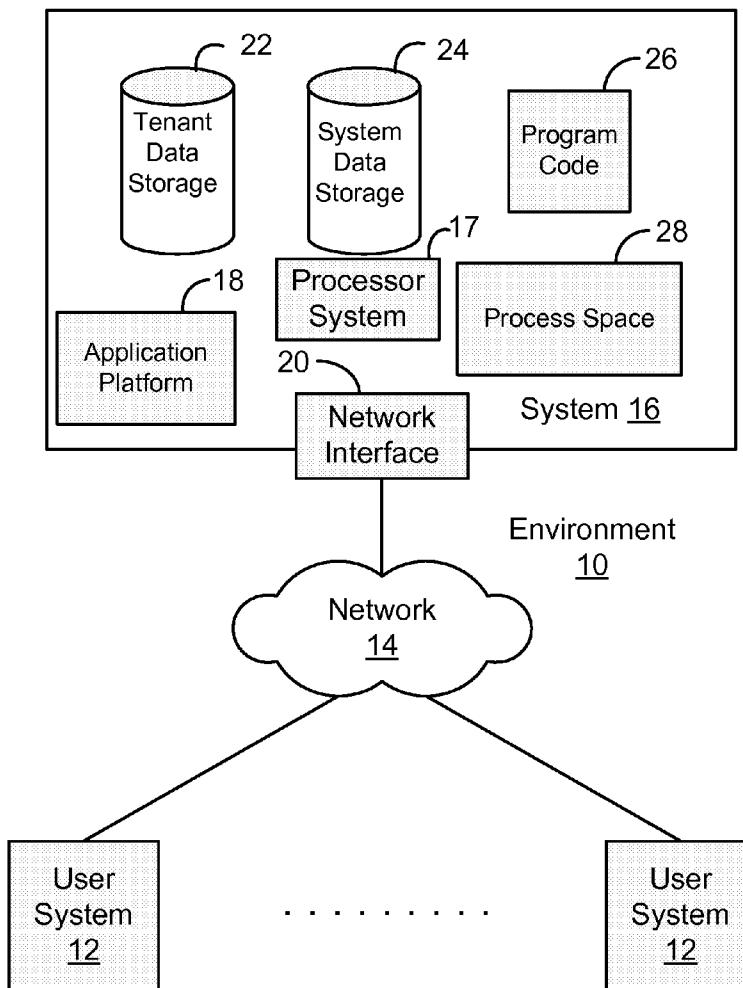 22
Tenant
Data
Storage
24
System
Data
Storage
26
Program
Code
18
Application
Platform
17
Processor
System
28
Process Space
20
Network
Interface
System 16
Environment
10
Network
14
User
System
12
. . . . . . . . .
User
System
12